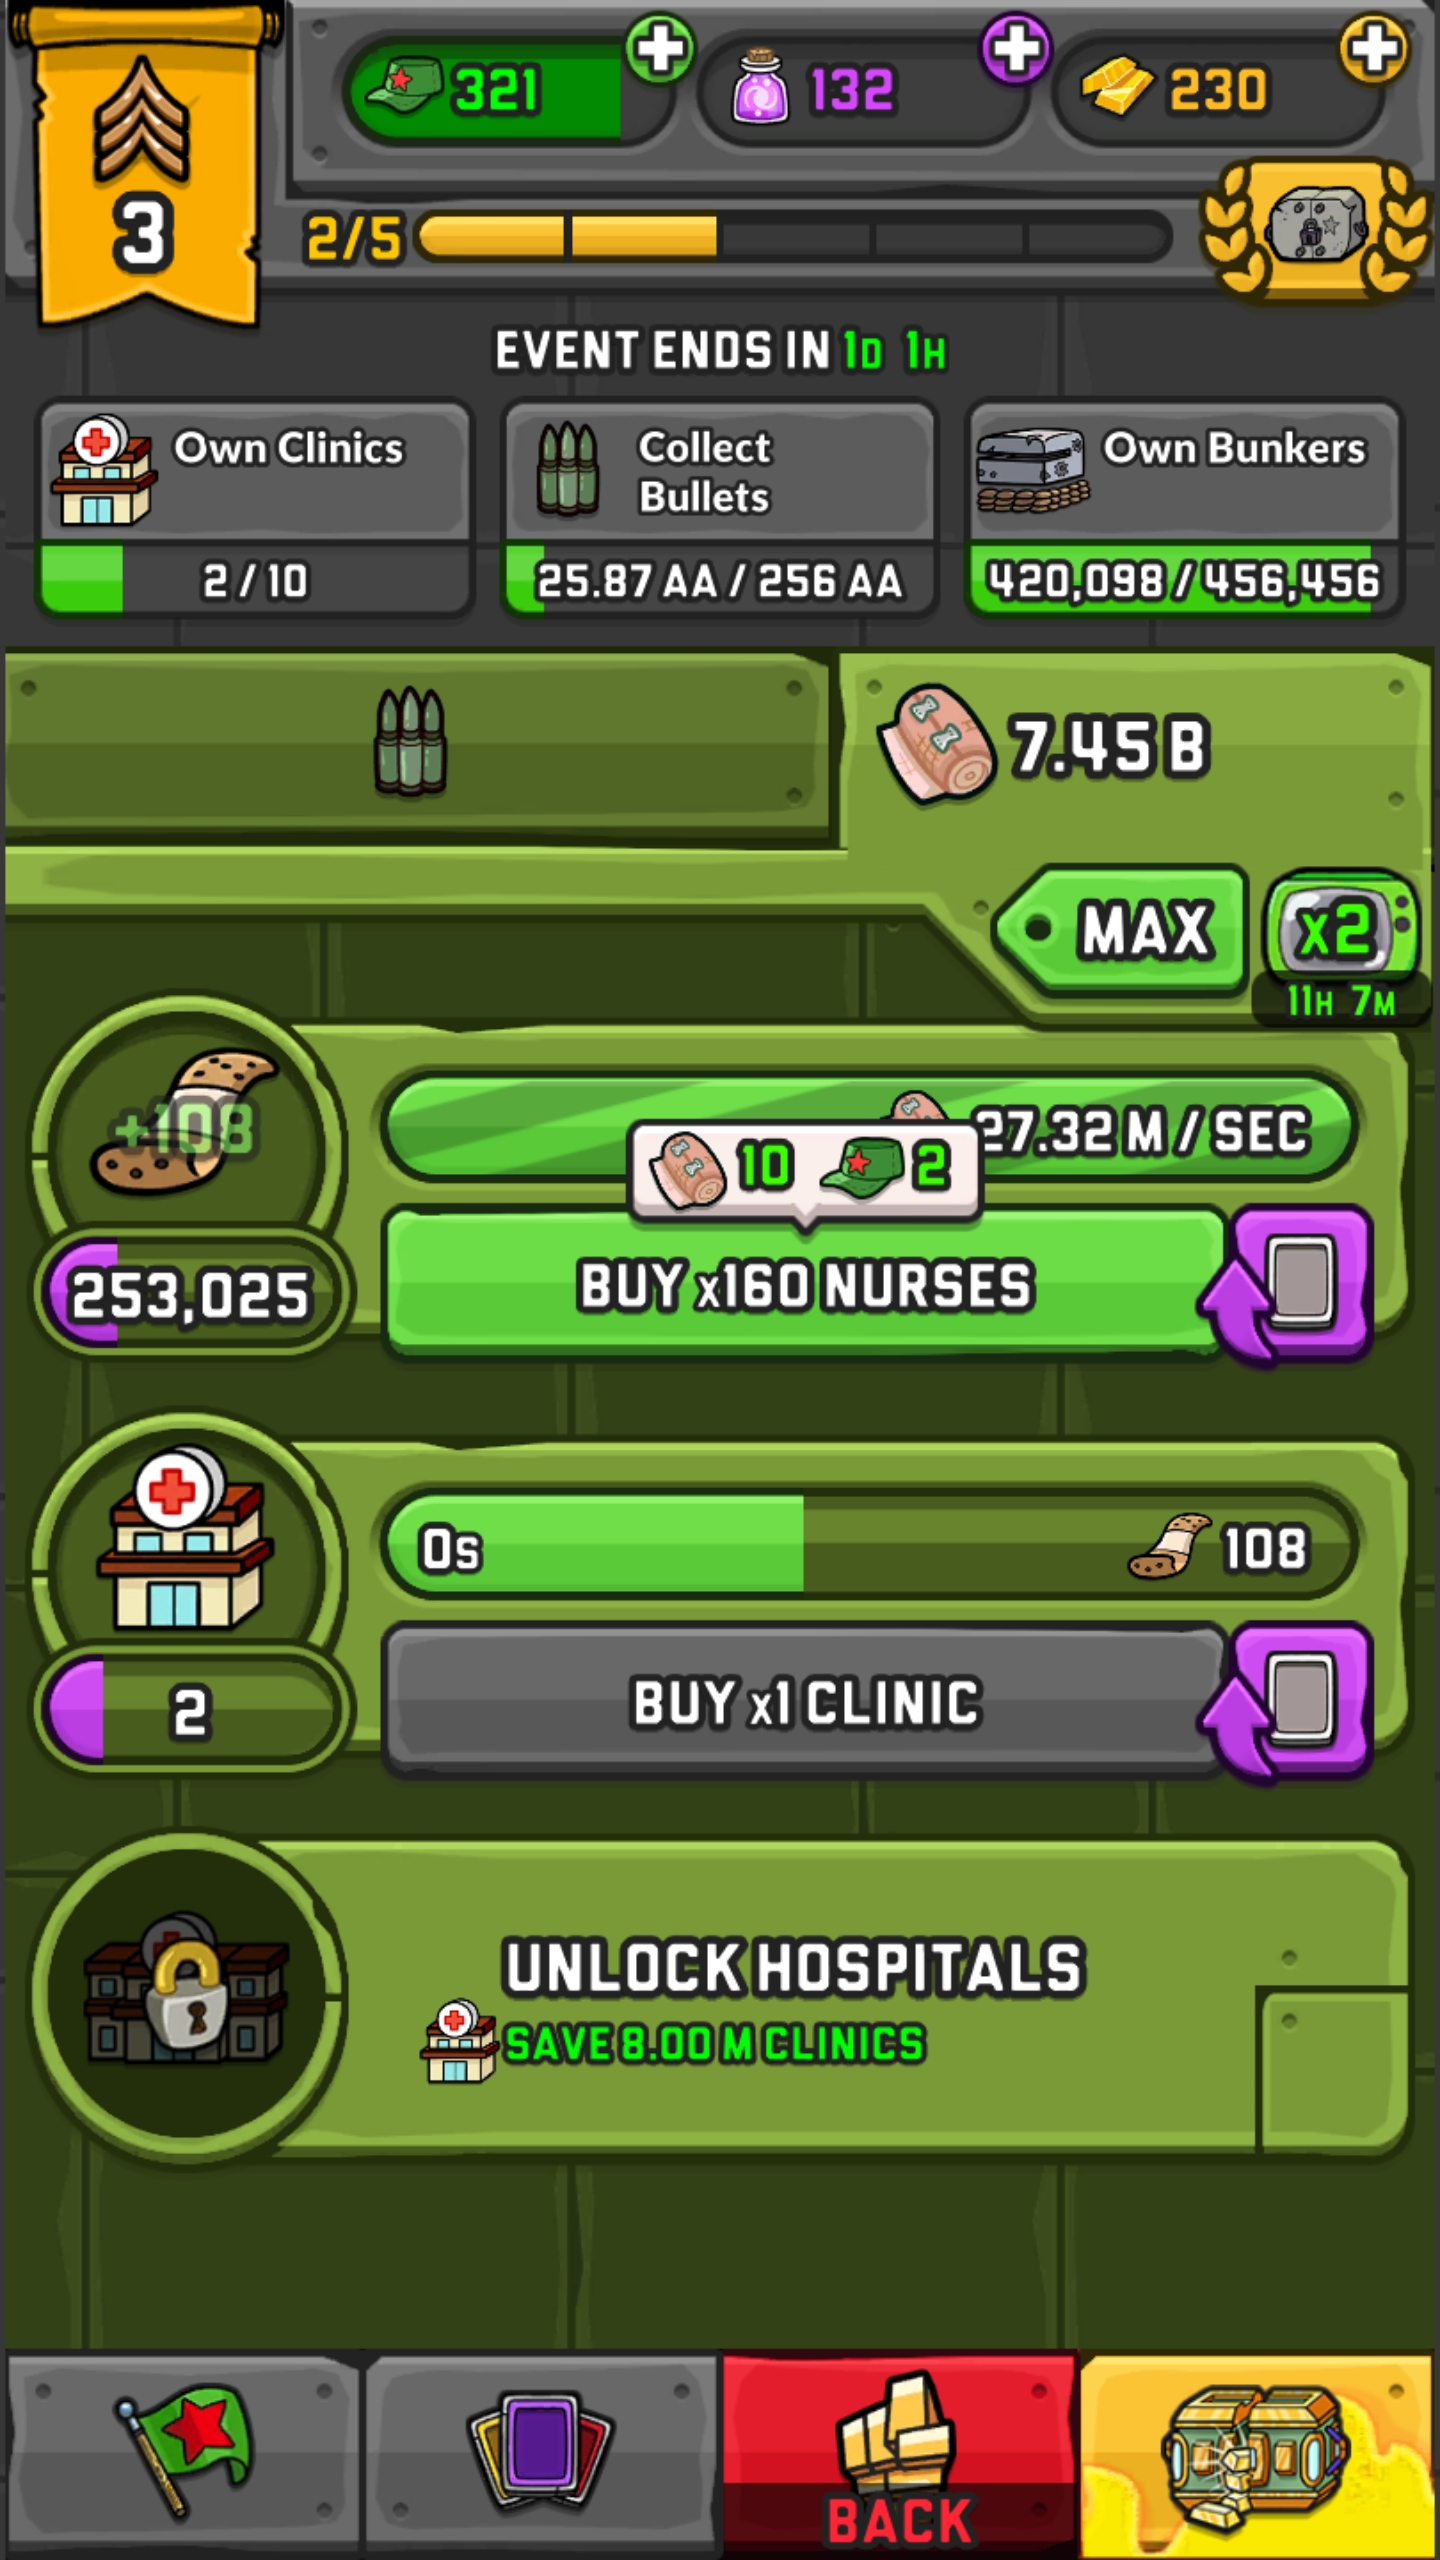 321
132
230
3
2/5
EVENT ENDS IN 1D 1H
Own Clinics
2 / 10
Collect
Bullets
25.87 AA / 256 AA
Own Bunkers
420,098 / 456,456
7.45 B
MAX
x2
11H 7M
+108
27.32 M / SEC
10
2
253,025
BUY x160 NURSES
0s
108
2
BUY x1 CLINIC
UNLOCK HOSPITALS
SAVE 8.00 M CLINICS
BACK